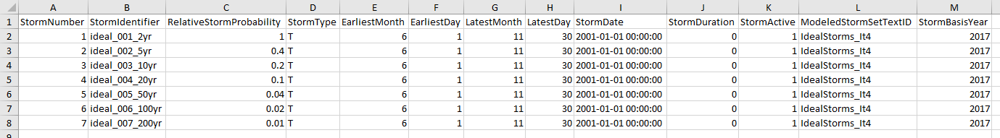 A B C D E F G H I J K L M
1 StormNumber StormIdentifier RelativeStormProbability StormType EarliestMonth EarliestDay LatestMonth LatestDay StormDate StormDuration StormActive ModeledStormSetTextID StormBasisYear
2 1 ideal_001_2yr 1 T 6 1 11 30 2001-01-01 00:00:00 0 1 IdealStorms_It4 2017
3 2 ideal_002_5yr 0.4 T 6 1 11 30 2001-01-01 00:00:00 0 1 IdealStorms_It4 2017
4 3 ideal_003_10yr 0.2 T 6 1 11 30 2001-01-01 00:00:00 0 1 IdealStorms_It4 2017
5 4 ideal_004_20yr 0.1 T 6 1 11 30 2001-01-01 00:00:00 0 1 IdealStorms_It4 2017
6 5 ideal_005_50yr 0.04 T 6 1 11 30 2001-01-01 00:00:00 0 1 IdealStorms_It4 2017
7 6 ideal_006_100yr 0.02 T 6 1 11 30 2001-01-01 00:00:00 0 1 IdealStorms_It4 2017
8 7 ideal_007_200yr 0.01 T 6 1 11 30 2001-01-01 00:00:00 0 1 IdealStorms_It4 2017